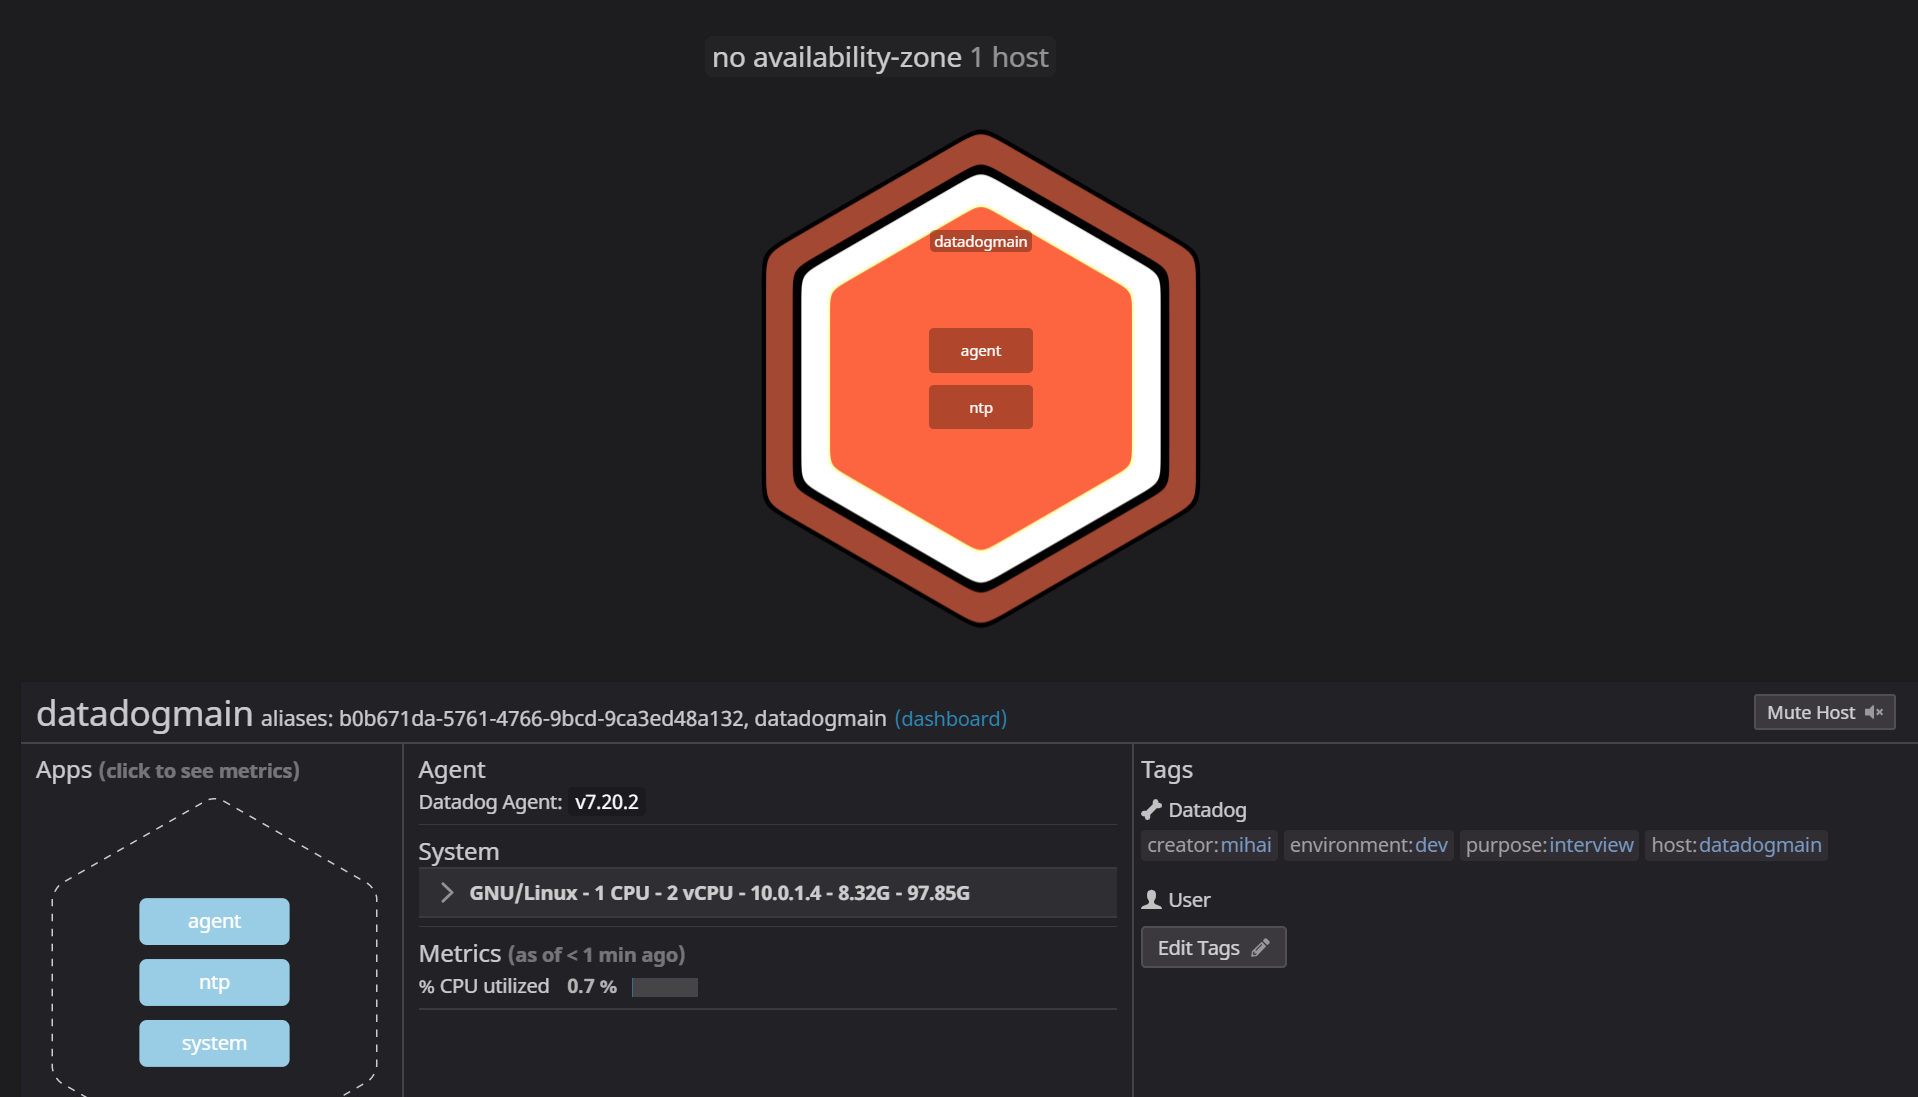 no availability-zone 1 host
datadogmain
agent
ntp
datadogmain aliases: b0b671da-5761-4766-9bcd-9ca3ed48a132, datadogmain (dashboard)
Mute Host
Apps (click to see metrics)
agent
ntp
system
Agent
Datadog Agent: v7.20.2
System
GNU/Linux - 1 CPU - 2 vCPU - 10.0.1.4 - 8.32G - 97.85G
Metrics (as of < 1 min ago)
% CPU utilized 0.7 %
Tags
Datadog
creator:mihai environment:dev purpose:interview host:datadogmain
User
Edit Tags